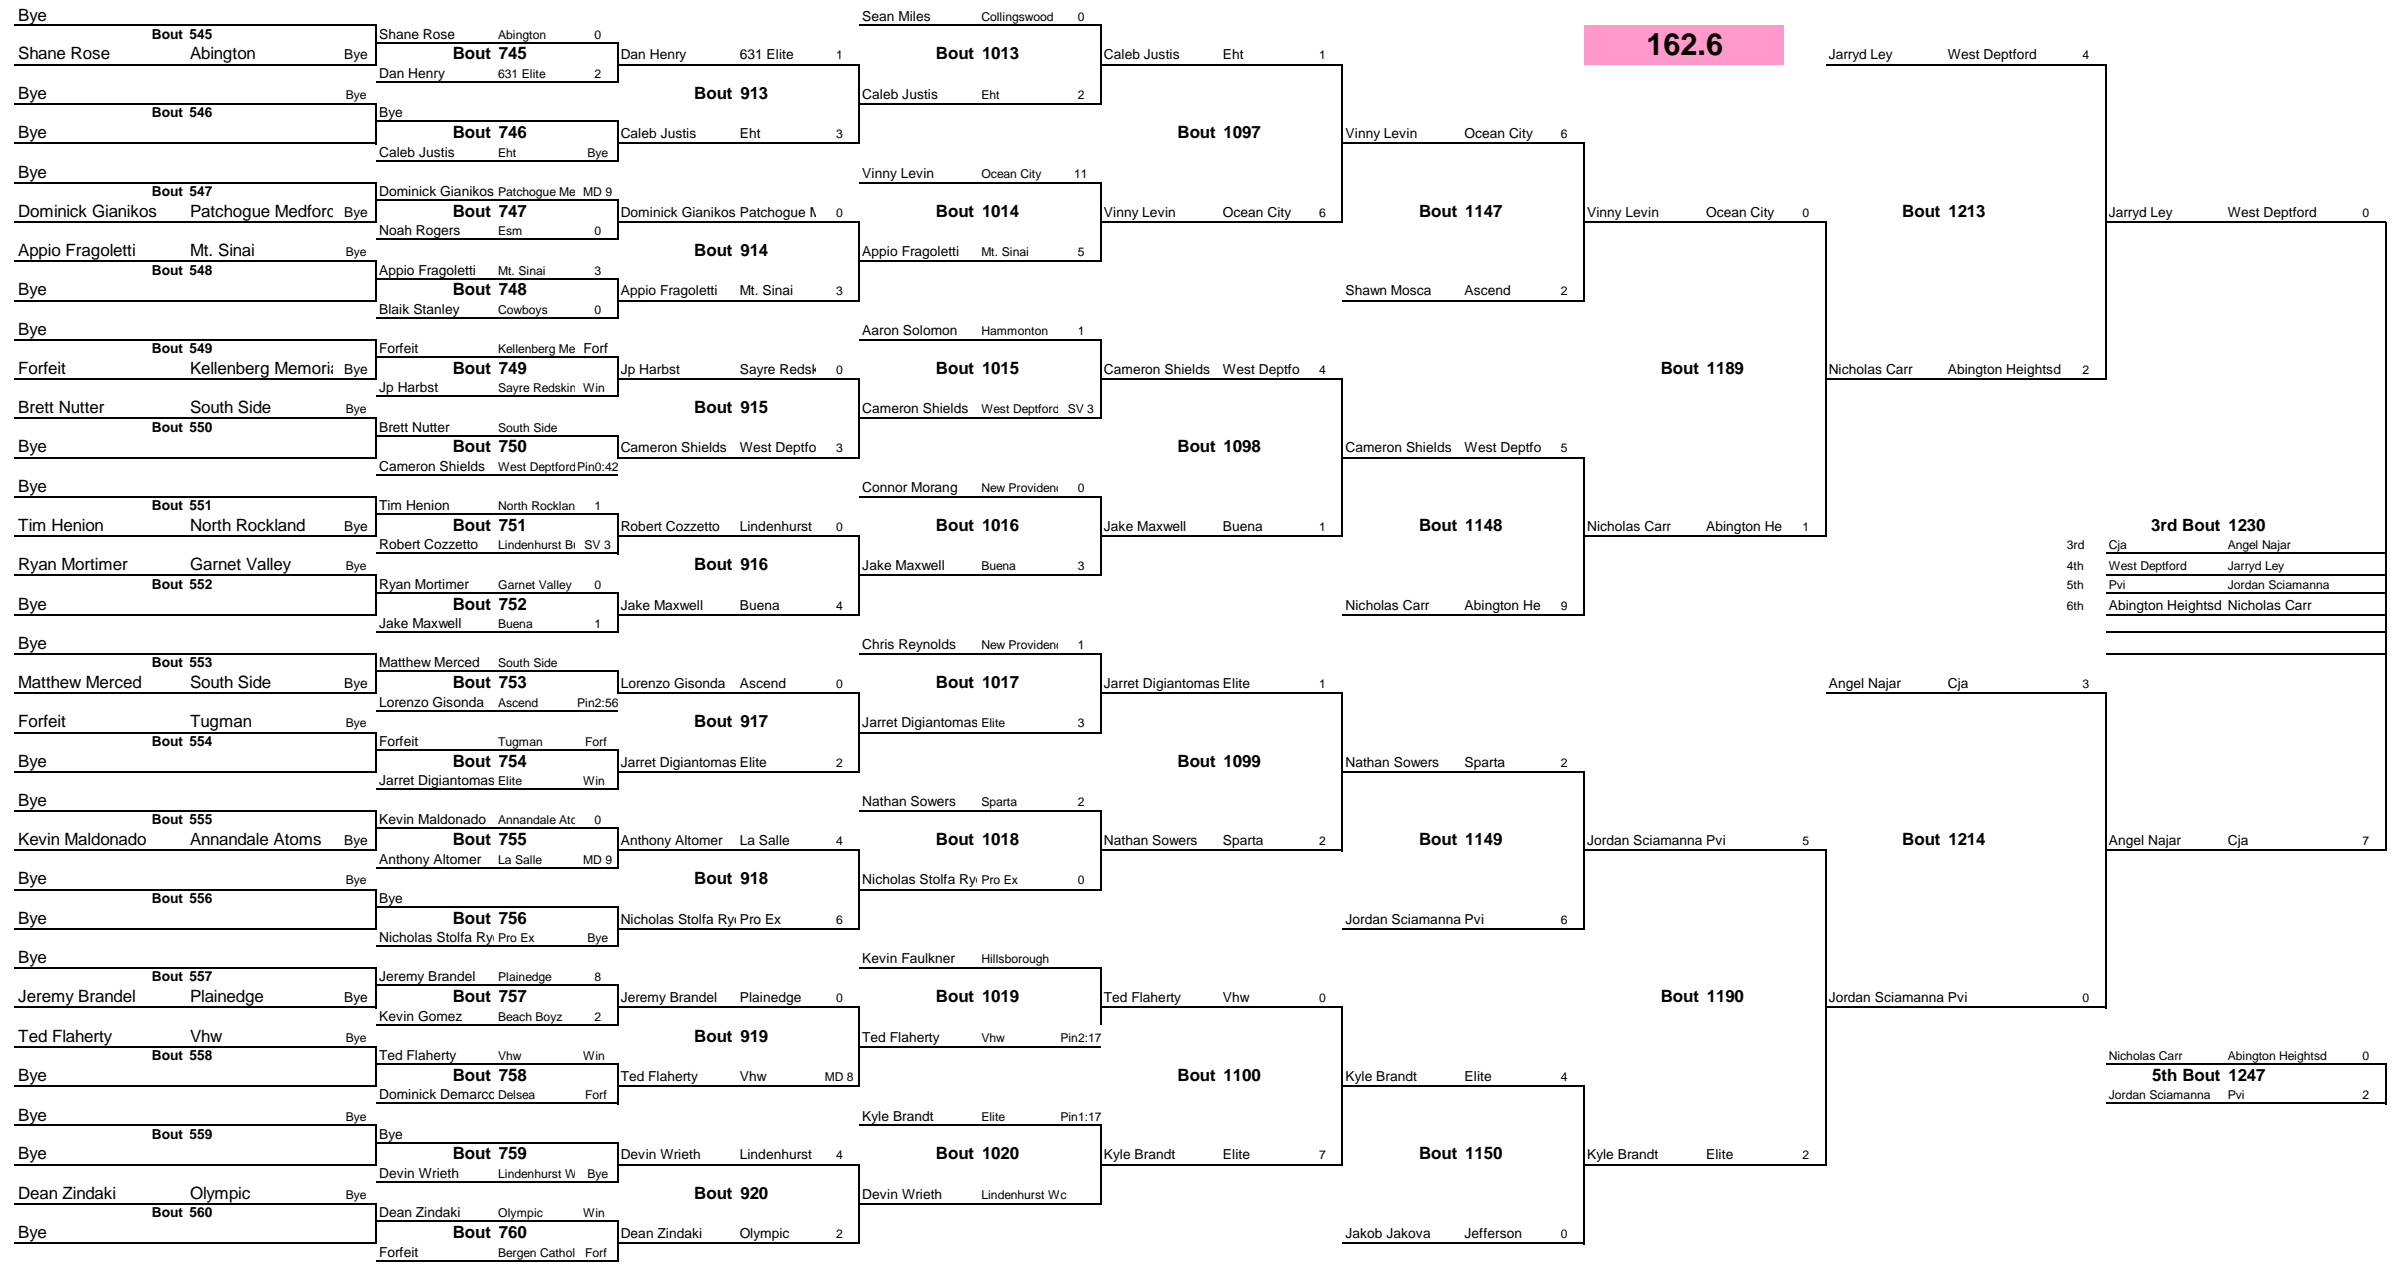 Bye
Bout 545
Shane Rose Abington Bye
Bye Bye
Bout 546
Bye
Bye
Bout 547
Dominick Gianikos Patchogue Medford Bye
Appio Fragoletti Mt. Sinai Bye
Bout 548
Bye
Bye
Bout 549
Forfeit Kellenberg Memoria Bye
Brett Nutter South Side Bye
Bout 550
Bye
Bye
Bout 551
Tim Henion North Rockland Bye
Ryan Mortimer Garnet Valley Bye
Bout 552
Bye
Bye
Bout 553
Matthew Merced South Side Bye
Forfeit Tugman Bye
Bout 554
Bye
Bye
Bout 555
Kevin Maldonado Annandale Atoms Bye
Bye Bye
Bout 556
Bye
Bye
Bout 557
Jeremy Brandel Plainedge Bye
Ted Flaherty Vhw Bye
Bout 558
Bye
Bye Bye
Bout 559
Bye
Dean Zindaki Olympic Bye
Bout 560
Bye
Shane Rose Abington 0
Bout 745
Dan Henry 631 Elite 2
Bye
Bout 746
Caleb Justis Eht Bye
Dominick Gianikos Patchogue Me MD 9
Bout 747
Noah Rogers Esm 0
Appio Fragoletti Mt. Sinai 3
Bout 748
Blaik Stanley Cowboys 0
Forfeit Kellenberg Me Forf
Bout 749
Jp Harbst Sayre Redskin Win
Brett Nutter South Side
Bout 750
Cameron Shields West Deptford Pin0:42
Tim Henion North Rocklan 1
Bout 751
Robert Cozzetto Lindenhurst Br SV 3
Ryan Mortimer Garnet Valley 0
Bout 752
Jake Maxwell Buena 1
Matthew Merced South Side
Bout 753
Lorenzo Gisonda Ascend Pin2:56
Forfeit Tugman Forf
Bout 754
Jarret Digiantomas Elite Win
Kevin Maldonado Annandale Ato 0
Bout 755
Anthony Altomer La Salle MD 9
Bye
Bout 756
Nicholas Stolfa Ry Pro Ex Bye
Jeremy Brandel Plainedge 8
Bout 757
Kevin Gomez Beach Boyz 2
Ted Flaherty Vhw Win
Bout 758
Dominick Demarco Delsea Forf
Bye
Bout 759
Devin Wrieth Lindenhurst W Bye
Dean Zindaki Olympic Win
Bout 760
Forfeit Bergen Cathol Forf
Dan Henry 631 Elite 1
Bout 913
Caleb Justis Eht 3
Dominick Gianikos Patchogue M 0
Bout 914
Appio Fragoletti Mt. Sinai 3
Jp Harbst Sayre Redsk 0
Bout 915
Cameron Shields West Deptfo 3
Robert Cozzetto Lindenhurst 0
Bout 916
Jake Maxwell Buena 4
Lorenzo Gisonda Ascend 0
Bout 917
Jarret Digiantomas Elite 2
Anthony Altomer La Salle 4
Bout 918
Nicholas Stolfa Ry Pro Ex 6
Jeremy Brandel Plainedge 0
Bout 919
Ted Flaherty Vhw MD 8
Devin Wrieth Lindenhurst 4
Bout 920
Dean Zindaki Olympic 2
Sean Miles Collingswood 0
Bout 1013
Caleb Justis Eht 2
Vinny Levin Ocean City 11
Bout 1014
Appio Fragoletti Mt. Sinai 5
Aaron Solomon Hammonton 1
Bout 1015
Cameron Shields West Deptford SV 3
Connor Morang New Providenc 0
Bout 1016
Jake Maxwell Buena 3
Chris Reynolds New Providenc 1
Bout 1017
Jarret Digiantomas Elite 3
Nathan Sowers Sparta 2
Bout 1018
Nicholas Stolfa Ry Pro Ex 0
Kevin Faulkner Hillsborough
Bout 1019
Ted Flaherty Vhw Pin2:17
Kyle Brandt Elite Pin1:17
Bout 1020
Devin Wrieth Lindenhurst Wc
Caleb Justis Eht 1
Bout 1097
Vinny Levin Ocean City 6
Cameron Shields West Deptfo 4
Bout 1098
Jake Maxwell Buena 1
Jarret Digiantomas Elite 1
Bout 1099
Nathan Sowers Sparta 2
Ted Flaherty Vhw 0
Bout 1100
Kyle Brandt Elite 7
Vinny Levin Ocean City 6
Bout 1147
Shawn Mosca Ascend 2
Cameron Shields West Deptfo 5
Bout 1148
Nicholas Carr Abington He 9
Nathan Sowers Sparta 2
Bout 1149
Jordan Sciamanna Pvi 6
Kyle Brandt Elite 4
Bout 1150
Jakob Jakova Jefferson 0
162.6
Vinny Levin Ocean City 0
Bout 1189
Nicholas Carr Abington He 1
Jordan Sciamanna Pvi 5
Bout 1190
Kyle Brandt Elite 2
Jarryd Ley West Deptford 4
Bout 1213
Nicholas Carr Abington Heightsd 2
Angel Najar Cja 3
Bout 1214
Jordan Sciamanna Pvi 0
Jarryd Ley West Deptford 0
3rd Bout 1230
3rd Cja Angel Najar
4th West Deptford Jarryd Ley
5th Pvi Jordan Sciamanna
6th Abington Heightsd Nicholas Carr
Angel Najar Cja 7
Nicholas Carr Abington Heightsd 0
5th Bout 1247
Jordan Sciamanna Pvi 2